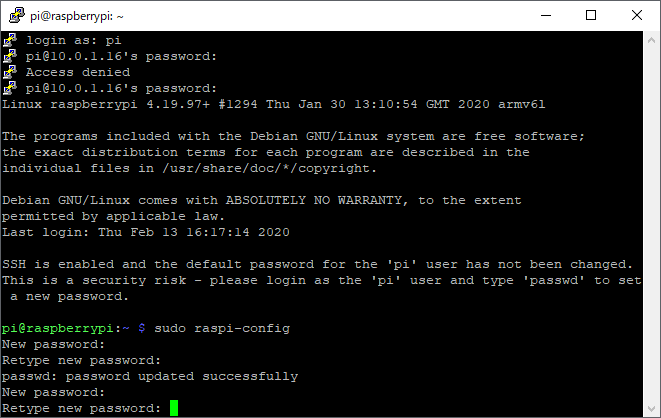 pi@raspberrypi: ~
login as: pi
pi@10.0.1.16's password:
Access denied
pi@10.0.1.16's password:
Linux raspberrypi 4.19.97+ #1294 Thu Jan 30 13:10:54 GMT 2020 armv6l
The programs included with the Debian GNU/Linux system are free software;
the exact distribution terms for each program are described in the
individual files in /usr/share/doc/*/copyright.
Debian GNU/Linux comes with ABSOLUTELY NO WARRANTY, to the extent
permitted by applicable law.
Last login: Thu Feb 13 16:17:14 2020
SSH is enabled and the default password for the 'pi' user has not been changed.
This is a security risk - please login as the 'pi' user and type 'passwd' to set
 a new password.
pi@raspberrypi:~ $ sudo raspi-config
New password:
Retype new password:
passwd: password updated successfully
New password:
Retype new password: